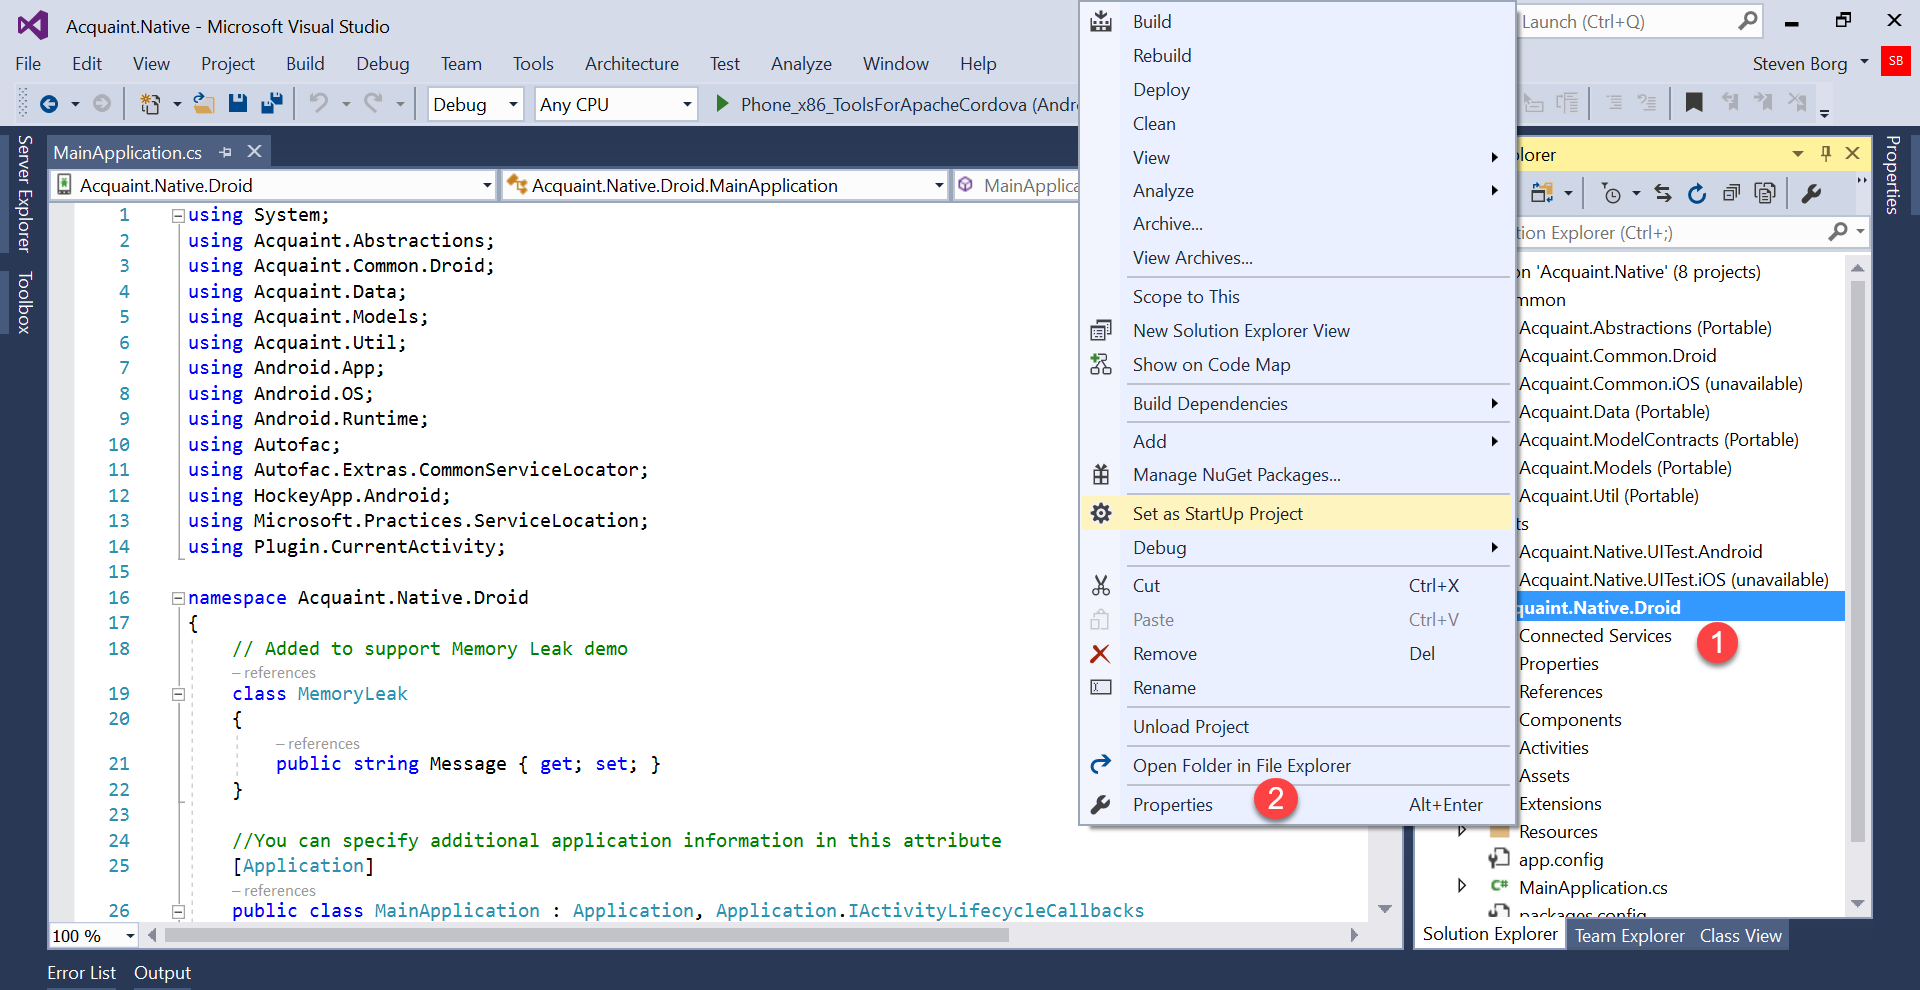 Acquaint.Native - Microsoft Visual Studio
Launch (Ctrl+Q)
File Edit View Project Build Debug Team Tools Architecture Test Analyze Window Help
Steven Borg SB
Debug Any CPU Phone_x86_ToolsForApacheCordova (Andr
Server Explorer
Toolbox
MainApplication.cs
Acquaint.Native.Droid Acquaint.Native.Droid.MainApplication MainApplica
1 using System;
2 using Acquaint.Abstractions;
3 using Acquaint.Common.Droid;
4 using Acquaint.Data;
5 using Acquaint.Models;
6 using Acquaint.Util;
7 using Android.App;
8 using Android.OS;
9 using Android.Runtime;
10 using Autofac;
11 using Autofac.Extras.CommonServiceLocator;
12 using HockeyApp.Android;
13 using Microsoft.Practices.ServiceLocation;
14 using Plugin.CurrentActivity;
15
16 namespace Acquaint.Native.Droid
17 {
18 // Added to support Memory Leak demo
– references
19 class MemoryLeak
20 {
– references
21 public string Message { get; set; }
22 }
23
24 //You can specify additional application information in this attribute
25 [Application]
– references
26 public class MainApplication : Application, Application.IActivityLifecycleCallbacks
100 %
Error List Output
Build
Rebuild
Deploy
Clean
View
Analyze
Archive...
View Archives...
Scope to This
New Solution Explorer View
Show on Code Map
Build Dependencies
Add
Manage NuGet Packages...
Set as StartUp Project
Debug
Cut Ctrl+X
Paste Ctrl+V
Remove Del
Rename
Unload Project
Open Folder in File Explorer
2
Properties Alt+Enter
lorer
tion Explorer (Ctrl+;)
on 'Acquaint.Native' (8 projects)
mmon
Acquaint.Abstractions (Portable)
Acquaint.Common.Droid
Acquaint.Common.iOS (unavailable)
Acquaint.Data (Portable)
Acquaint.ModelContracts (Portable)
Acquaint.Models (Portable)
Acquaint.Util (Portable)
ts
Acquaint.Native.UITest.Android
Acquaint.Native.UITest.iOS (unavailable)
quaint.Native.Droid
Connected Services
1
Properties
References
Components
Activities
Assets
Extensions
Resources
app.config
C# MainApplication.cs
packages.config
Solution Explorer Team Explorer Class View
Properties